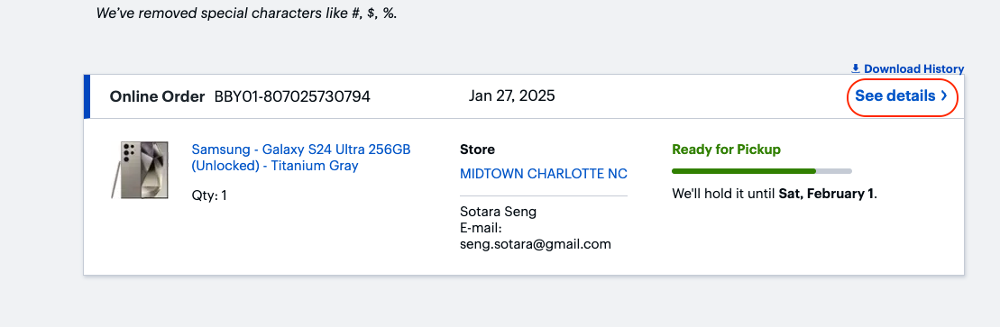 We've removed special characters like #, $, %.
Download History
Online Order BBY01-807025730794 Jan 27, 2025 See details >
Samsung - Galaxy S24 Ultra 256GB
(Unlocked) - Titanium Gray
Qty: 1
Store
MIDTOWN CHARLOTTE NC
Sotara Seng
E-mail:
seng.sotara@gmail.com
Ready for Pickup
We'll hold it until Sat, February 1.